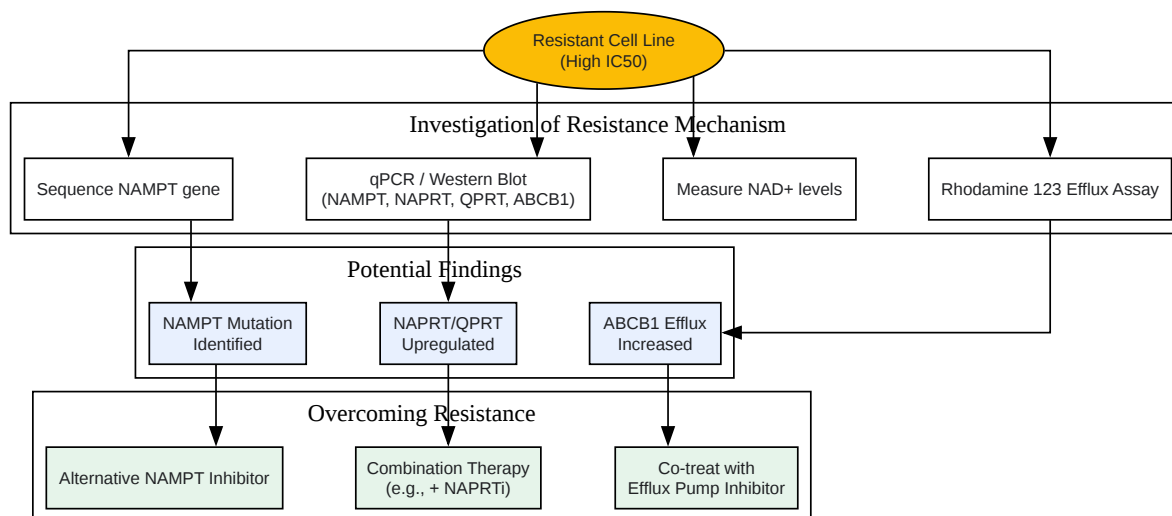 Resistant Cell Line
(High IC50)
Investigation of Resistance Mechanism
Sequence NAMPT gene
qPCR / Western Blot
(NAMPT, NAPRT, QPRT, ABCB1)
Measure NAD+ levels
Rhodamine 123 Efflux Assay
Potential Findings
NAMPT Mutation
Identified
NAPRT/QPRT
Upregulated
ABCB1 Efflux
Increased
Overcoming Resistance
Alternative NAMPT Inhibitor
Combination Therapy
(e.g., + NAPRTi)
Co-treat with
Efflux Pump Inhibitor